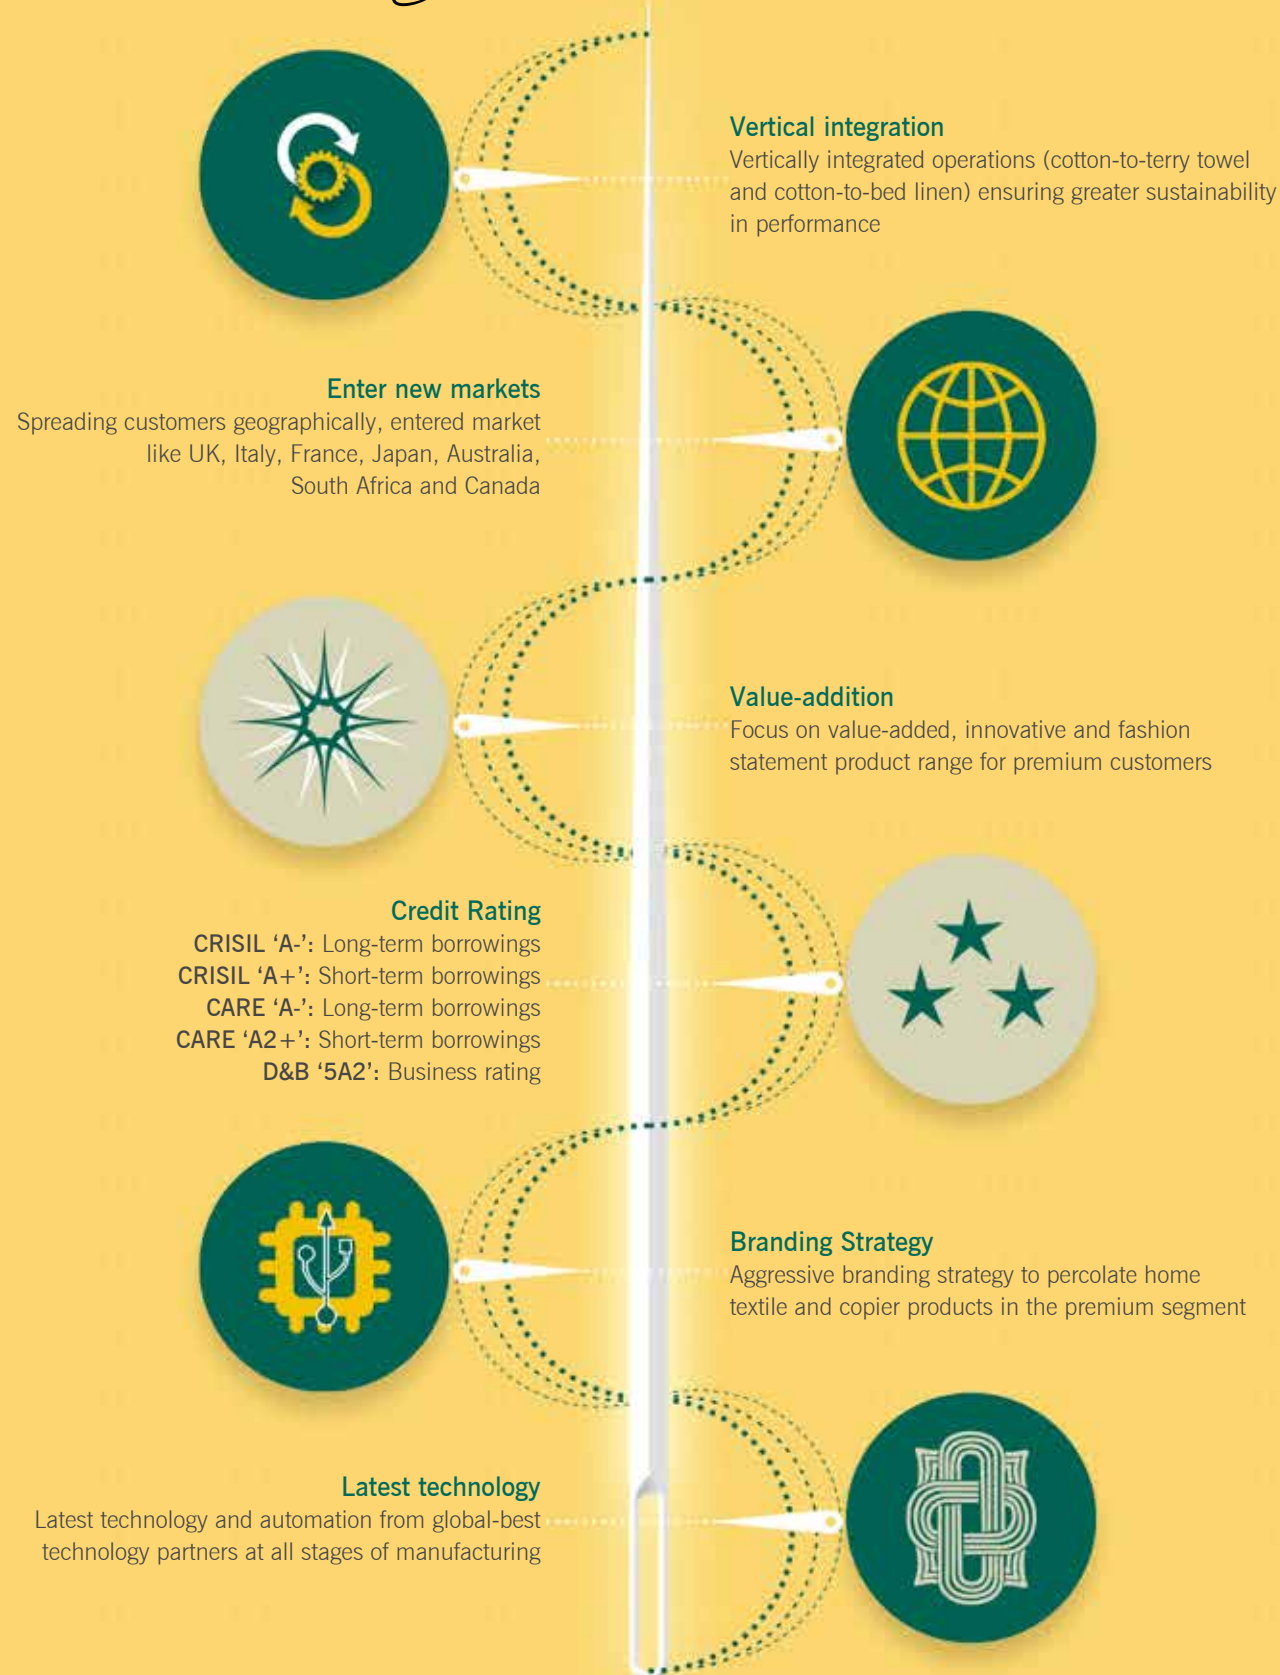 Vertical integration
Vertically integrated operations (cotton-to-terry towel
and cotton-to-bed linen) ensuring greater sustainability
in performance
Enter new markets
Spreading customers geographically, entered market
like UK, Italy, France, Japan, Australia,
South Africa and Canada
Value-addition
Focus on value-added, innovative and fashion
statement product range for premium customers
Credit Rating
CRISIL ‘A-’: Long-term borrowings
CRISIL ‘A+’: Short-term borrowings
CARE ‘A-’: Long-term borrowings
CARE ‘A2+’: Short-term borrowings
D&B ‘5A2’: Business rating
Branding Strategy
Aggressive branding strategy to percolate home
textile and copier products in the premium segment
Latest technology
Latest technology and automation from global-best
technology partners at all stages of manufacturing